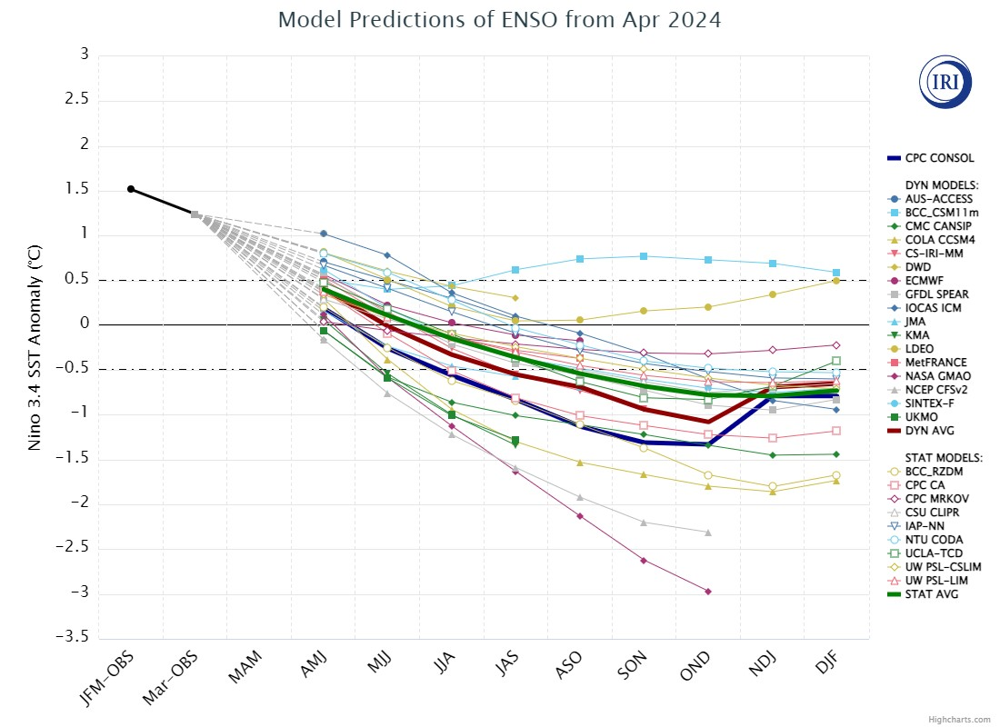 Model Predictions of ENSO from Apr 2024
IRI
Nino 3.4 SST Anomaly (°C)
3
2.5
2
1.5
1
0.5
0
−0.5
−1
−1.5
−2
−2.5
−3
−3.5
JFM-OBS
Mar-OBS
MAM
AMJ
MJJ
JJA
JAS
ASO
SON
OND
NDJ
DJF
CPC CONSOL
DYN MODELS:
AUS-ACCESS
BCC_CSM11m
CMC CANSIP
COLA CCSM4
CS-IRI-MM
DWD
ECMWF
GFDL SPEAR
IOCAS ICM
JMA
KMA
LDEO
MetFRANCE
NASA GMAO
NCEP CFSv2
SINTEX-F
UKMO
DYN AVG
STAT MODELS:
BCC_RZDM
CPC CA
CPC MRKOV
CSU CLIPR
IAP-NN
NTU CODA
UCLA-TCD
UW PSL-CSLIM
UW PSL-LIM
STAT AVG
Highcharts.com